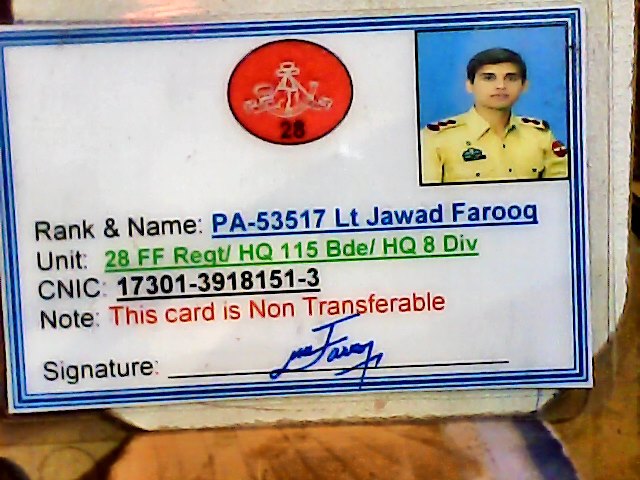 28
Rank & Name: PA-53517 Lt Jawad Farooq
Unit: 28 FF Regt/ HQ 115 Bde/ HQ 8 Div
CNIC: 17301-3918151-3
Note: This card is Non Transferable
Signature: